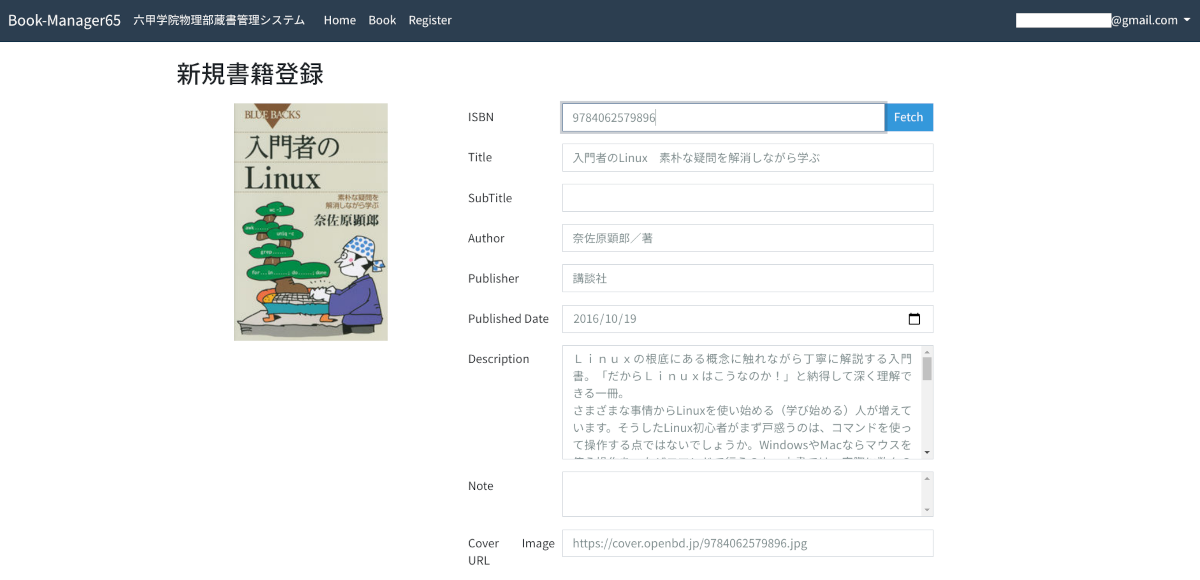 Book-Manager65 六甲学院物理部蔵書管理システム Home Book Register @gmail.com
新規書籍登録
BLUE BACKS
入門者の
Linux
素朴な疑問を
解消しながら学ぶ
奈佐原顕郎
ISBN 9784062579896 Fetch
Title 入門者のLinux　素朴な疑問を解消しながら学ぶ
SubTitle
Author 奈佐原顕郎／著
Publisher 講談社
Published Date 2016/10/19
Description Ｌｉｎｕｘの根底にある概念に触れながら丁寧に解説する入門
書。「だからＬｉｎｕｘはこうなのか！」と納得して深く理解で
きる一冊。
さまざまな事情からLinuxを使い始める（学び始める）人が増えて
います。そうしたLinux初心者がまず戸惑うのは、コマンドを使っ
て操作する点ではないでしょうか。WindowsやMacならマウスを
Note
Cover Image https://cover.openbd.jp/9784062579896.jpg
URL